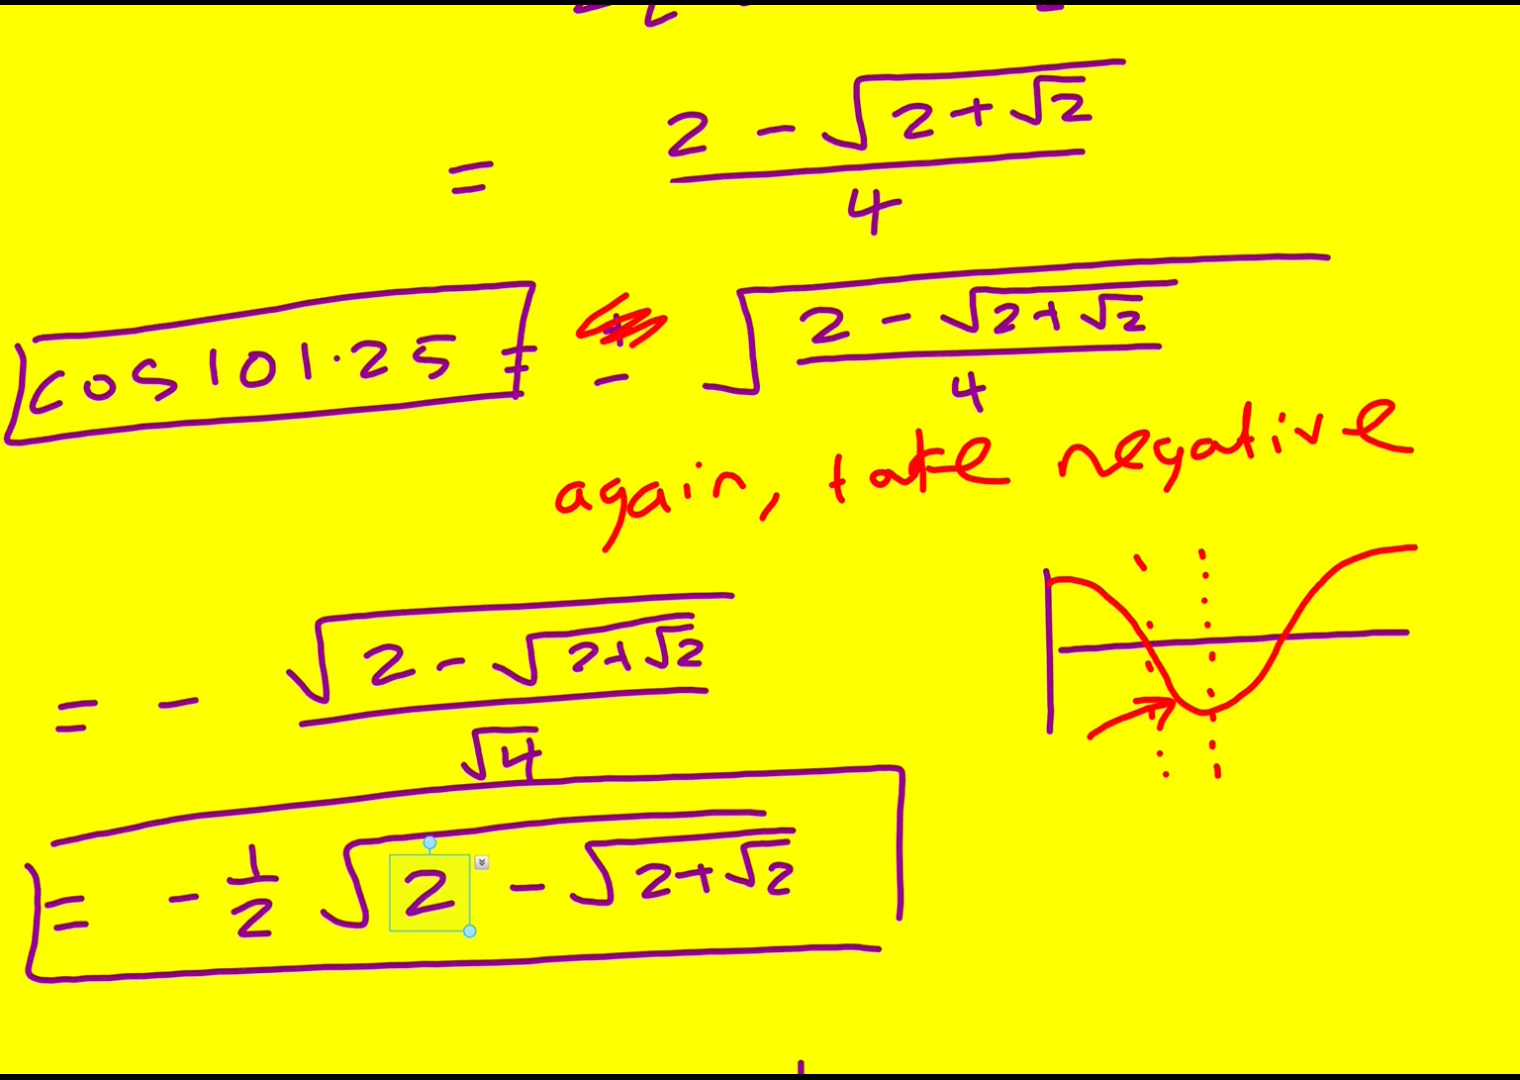 = 2 - √(2 + √2) / 4
cos 101.25 = - √((2 - √(2 + √2)) / 4)
again, take negative
= - √(2 - √(2 + √2)) / √4
= - 1/2 √(2 - √(2 + √2))